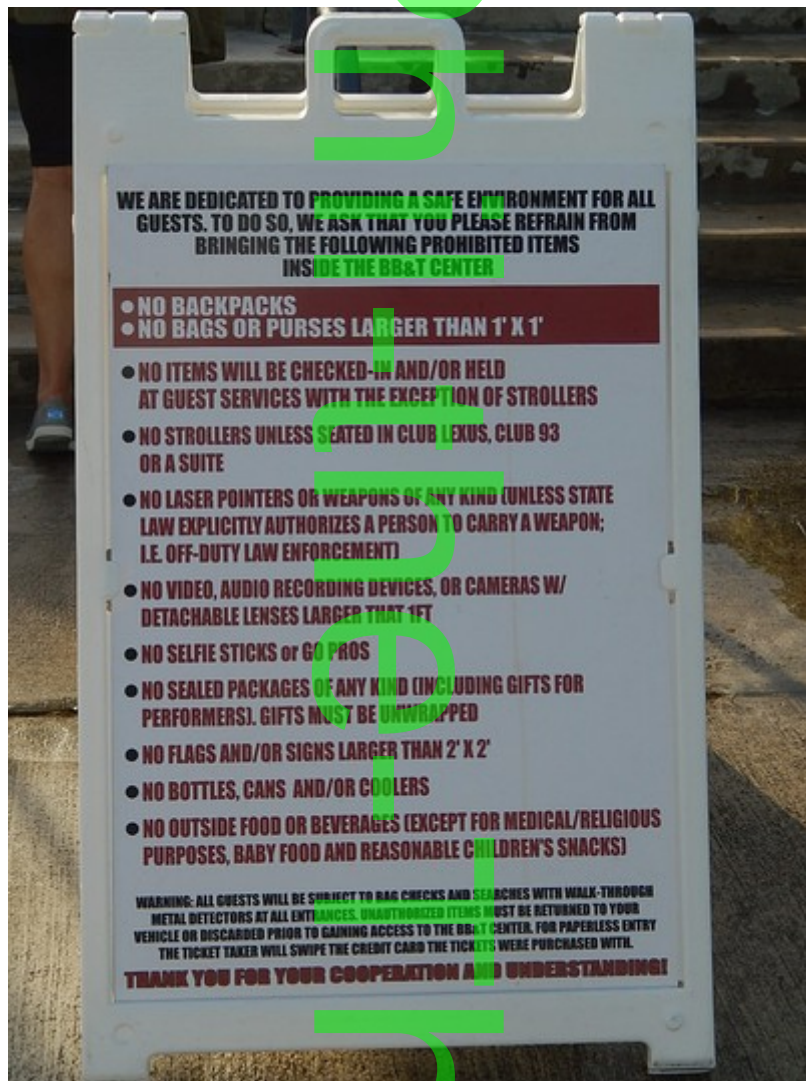 WE ARE DEDICATED TO PROVIDING A SAFE ENVIRONMENT FOR ALL
GUESTS. TO DO SO, WE ASK THAT YOU PLEASE REFRAIN FROM
BRINGING THE FOLLOWING PROHIBITED ITEMS
INSIDE THE BB&T CENTER
● NO BACKPACKS
● NO BAGS OR PURSES LARGER THAN 1' X 1'
● NO ITEMS WILL BE CHECKED-IN AND/OR HELD
AT GUEST SERVICES WITH THE EXCEPTION OF STROLLERS
● NO STROLLERS UNLESS SEATED IN CLUB LEXUS, CLUB 93
OR A SUITE
● NO LASER POINTERS OR WEAPONS OF ANY KIND (UNLESS STATE
LAW EXPLICITLY AUTHORIZES A PERSON TO CARRY A WEAPON;
I.E. OFF-DUTY LAW ENFORCEMENT)
● NO VIDEO, AUDIO RECORDING DEVICES, OR CAMERAS W/
DETACHABLE LENSES LARGER THAT 1FT
● NO SELFIE STICKS or GO PROS
● NO SEALED PACKAGES OF ANY KIND (INCLUDING GIFTS FOR
PERFORMERS). GIFTS MUST BE UNWRAPPED
● NO FLAGS AND/OR SIGNS LARGER THAN 2' X 2'
● NO BOTTLES, CANS AND/OR COOLERS
● NO OUTSIDE FOOD OR BEVERAGES (EXCEPT FOR MEDICAL/RELIGIOUS
PURPOSES, BABY FOOD AND REASONABLE CHILDREN'S SNACKS)
WARNING: ALL GUESTS WILL BE SUBJECT TO BAG CHECKS AND SEARCHES WITH WALK-THROUGH
METAL DETECTORS AT ALL ENTRANCES. UNAUTHORIZED ITEMS MUST BE RETURNED TO YOUR
VEHICLE OR DISCARDED PRIOR TO GAINING ACCESS TO THE BB&T CENTER. FOR PAPERLESS ENTRY
THE TICKET TAKER WILL SWIPE THE CREDIT CARD THE TICKETS WERE PURCHASED WITH.
THANK YOU FOR YOUR COOPERATION AND UNDERSTANDING!